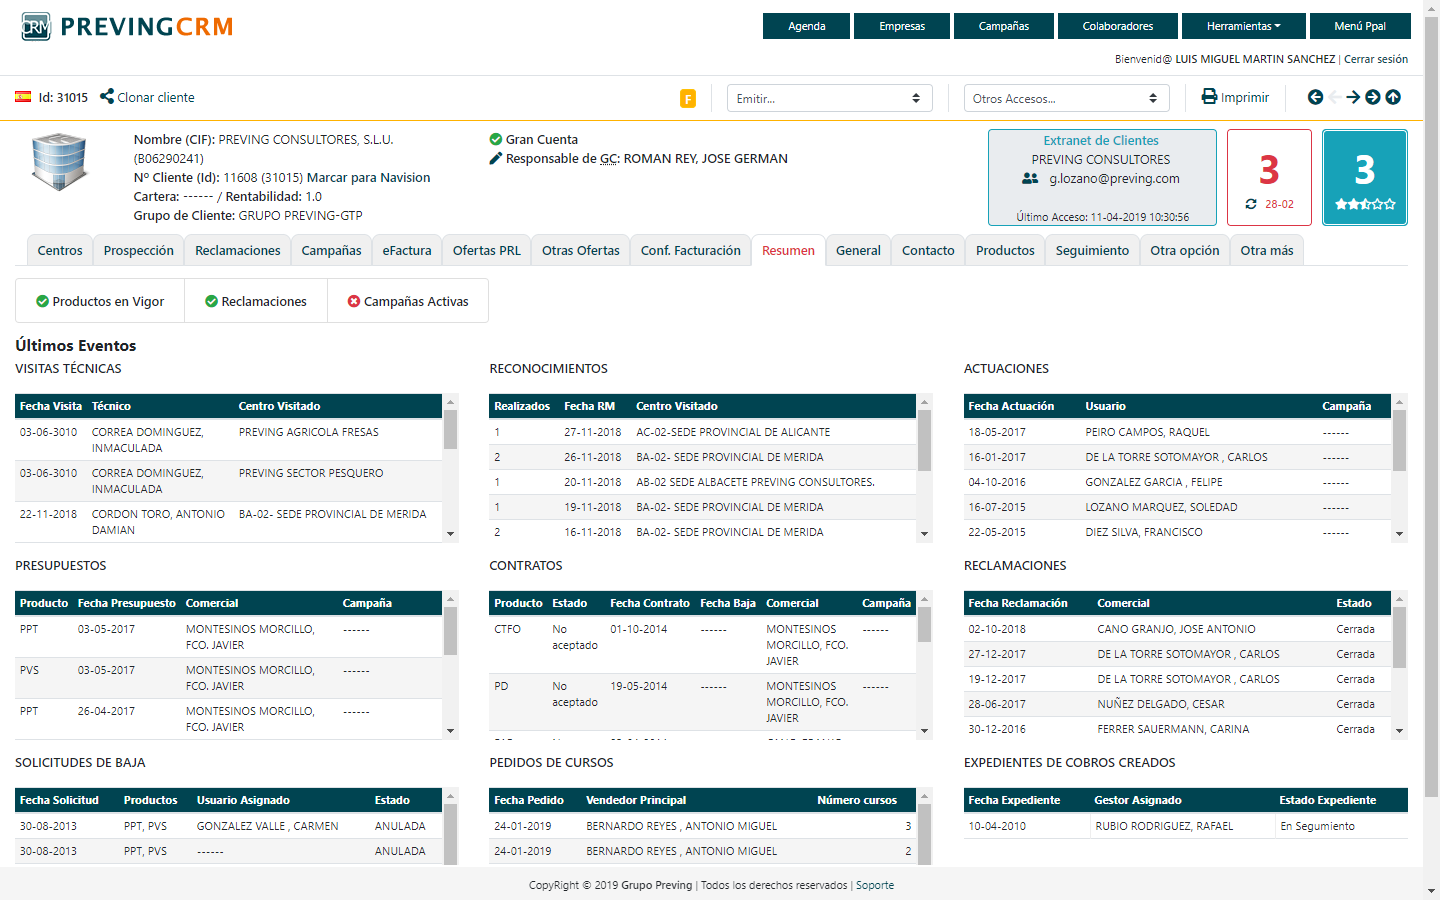 CRM PREVINGCRM
Agenda Empresas Campañas Colaboradores Herramientas Menú Ppal
Bienvenid@ LUIS MIGUEL MARTIN SANCHEZ | Cerrar sesión
Id: 31015 Clonar cliente F Emitir... Otros Accesos... Imprimir
Nombre (CIF): PREVING CONSULTORES, S.L.U.
(B06290241)
Nº Cliente (Id): 11608 (31015) Marcar para Navision
Cartera: ------ / Rentabilidad: 1.0
Grupo de Cliente: GRUPO PREVING-GTP
Gran Cuenta
Responsable de GC: ROMAN REY, JOSE GERMAN
Extranet de Clientes
PREVING CONSULTORES
g.lozano@preving.com
Último Acceso: 11-04-2019 10:30:56
3
28-02
3
Centros Prospección Reclamaciones Campañas eFactura Ofertas PRL Otras Ofertas Conf. Facturación Resumen General Contacto Productos Seguimiento Otra opción Otra más
Productos en Vigor Reclamaciones Campañas Activas
Últimos Eventos
VISITAS TÉCNICAS
Fecha Visita Técnico Centro Visitado
03-06-3010 CORREA DOMINGUEZ, INMACULADA PREVING AGRICOLA FRESAS
03-06-3010 CORREA DOMINGUEZ, INMACULADA PREVING SECTOR PESQUERO
22-11-2018 CORDON TORO, ANTONIO DAMIAN BA-02- SEDE PROVINCIAL DE MERIDA
RECONOCIMIENTOS
Realizados Fecha RM Centro Visitado
1 27-11-2018 AC-02-SEDE PROVINCIAL DE ALICANTE
2 26-11-2018 BA-02- SEDE PROVINCIAL DE MERIDA
1 20-11-2018 AB-02 SEDE ALBACETE PREVING CONSULTORES.
1 19-11-2018 BA-02- SEDE PROVINCIAL DE MERIDA
2 16-11-2018 BA-02- SEDE PROVINCIAL DE MERIDA
ACTUACIONES
Fecha Actuación Usuario Campaña
18-05-2017 PEIRO CAMPOS, RAQUEL ------
16-01-2017 DE LA TORRE SOTOMAYOR , CARLOS ------
04-10-2016 GONZALEZ GARCIA , FELIPE ------
16-07-2015 LOZANO MARQUEZ, SOLEDAD ------
22-05-2015 DIEZ SILVA, FRANCISCO ------
PRESUPUESTOS
Producto Fecha Presupuesto Comercial Campaña
PPT 03-05-2017 MONTESINOS MORCILLO, FCO. JAVIER ------
PVS 03-05-2017 MONTESINOS MORCILLO, FCO. JAVIER ------
PPT 26-04-2017 MONTESINOS MORCILLO, FCO. JAVIER ------
CONTRATOS
Producto Estado Fecha Contrato Fecha Baja Comercial Campaña
CTFO No aceptado 01-10-2014 ------ MONTESINOS MORCILLO, FCO. JAVIER ------
PD No aceptado 19-05-2014 ------ MONTESINOS MORCILLO, FCO. JAVIER ------
RECLAMACIONES
Fecha Reclamación Comercial Estado
02-10-2018 CANO GRANJO, JOSE ANTONIO Cerrada
27-12-2017 DE LA TORRE SOTOMAYOR , CARLOS Cerrada
19-12-2017 DE LA TORRE SOTOMAYOR , CARLOS Cerrada
28-06-2017 NUÑEZ DELGADO, CESAR Cerrada
30-12-2016 FERRER SAUERMANN, CARINA Cerrada
SOLICITUDES DE BAJA
Fecha Solicitud Productos Usuario Asignado Estado
30-08-2013 PPT, PVS GONZALEZ VALLE , CARMEN ANULADA
30-08-2013 PPT, PVS ------ ANULADA
PEDIDOS DE CURSOS
Fecha Pedido Vendedor Principal Número cursos
24-01-2019 BERNARDO REYES , ANTONIO MIGUEL 3
24-01-2019 BERNARDO REYES , ANTONIO MIGUEL 2
EXPEDIENTES DE COBROS CREADOS
Fecha Expediente Gestor Asignado Estado Expediente
10-04-2010 RUBIO RODRIGUEZ, RAFAEL En Segumiento
CopyRight © 2019 Grupo Preving | Todos los derechos reservados | Soporte